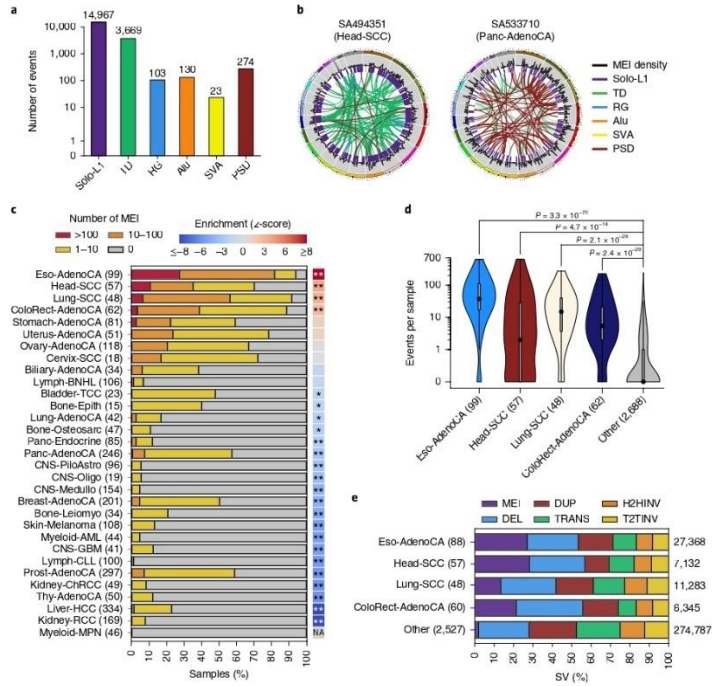 a
14,967
3,669
103
130
23
274
10,000
1,000
100
10
1
0
Number of events
Solo-L1
TD
RG
Alu
SVA
PSD
b
SA494351
(Head-SCC)
SA533710
(Panc-AdenoCA)
MEI density
Solo-L1
TD
RG
Alu
SVA
PSD
c
Number of MEI
>100
10–100
1–10
0
Enrichment (z-score)
≤–8 –6 –4 –2 0 2 4 6 ≥8
Eso-AdenoCA (99) **
Head-SCC (57) **
Lung-SCC (48) **
ColoRect-AdenoCA (62) **
Stomach-AdenoCA (81)
Uterus-AdenoCA (51)
Ovary-AdenoCA (118)
Cervix-SCC (18)
Biliary-AdenoCA (34)
Lymph-BNHL (106)
Bladder-TCC (23) *
Bone-Epith (15) *
Lung-AdenoCA (42) *
Bone-Osteosarc (47) *
Panc-Endocrine (85) **
Panc-AdenoCA (246) **
CNS-PiloAstro (96) **
CNS-Oligo (19) **
CNS-Medullo (154) **
Breast-AdenoCA (201) **
Bone-Leiomyo (34) **
Skin-Melanoma (108) **
Myeloid-AML (44) **
CNS-GBM (41) **
Lymph-CLL (100) **
Prost-AdenoCA (297) **
Kidney-ChRCC (49) **
Thy-AdenoCA (50) **
Liver-HCC (334) **
Kidney-RCC (169) **
Myeloid-MPN (46) NA
0 10 20 30 40 50 60 70 80 90 100
Samples (%)
d
P = 4.7 × 10⁻¹⁴
700
100
10
1
0
Events per sample
Eso-AdenoCA (99)
Head-SCC (57)
Lung-SCC (48)
ColoRect-AdenoCA (62)
Other (2,688)
e
MEI
DUP
H2HINV
DEL
TRANS
T2TINV
Eso-AdenoCA (88) 27,368
Head-SCC (57) 7,132
Lung-SCC (48) 11,283
ColoRect-AdenoCA (60) 6,345
Other (2,527) 274,787
0 10 20 30 40 50 60 70 80 90 100
SV (%)